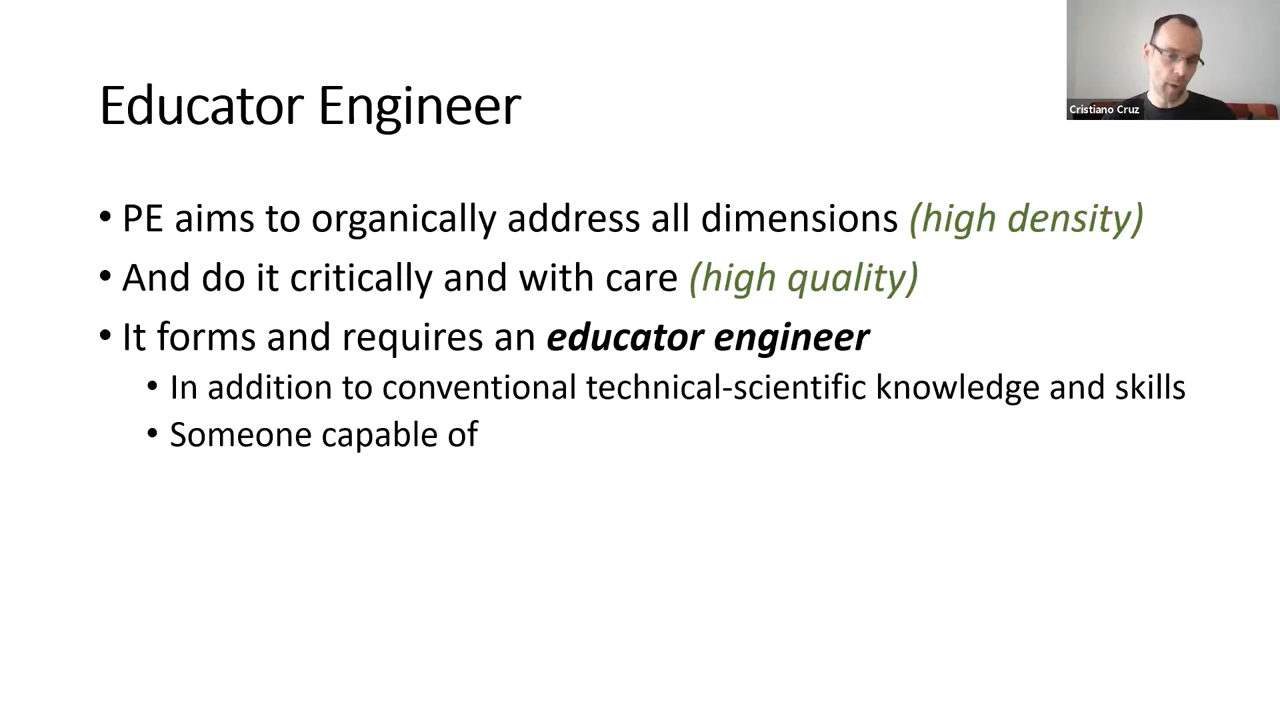 Educator Engineer
Cristiano Cruz
• PE aims to organically address all dimensions (high density)
• And do it critically and with care (high quality)
• It forms and requires an educator engineer
• In addition to conventional technical-scientific knowledge and skills
• Someone capable of